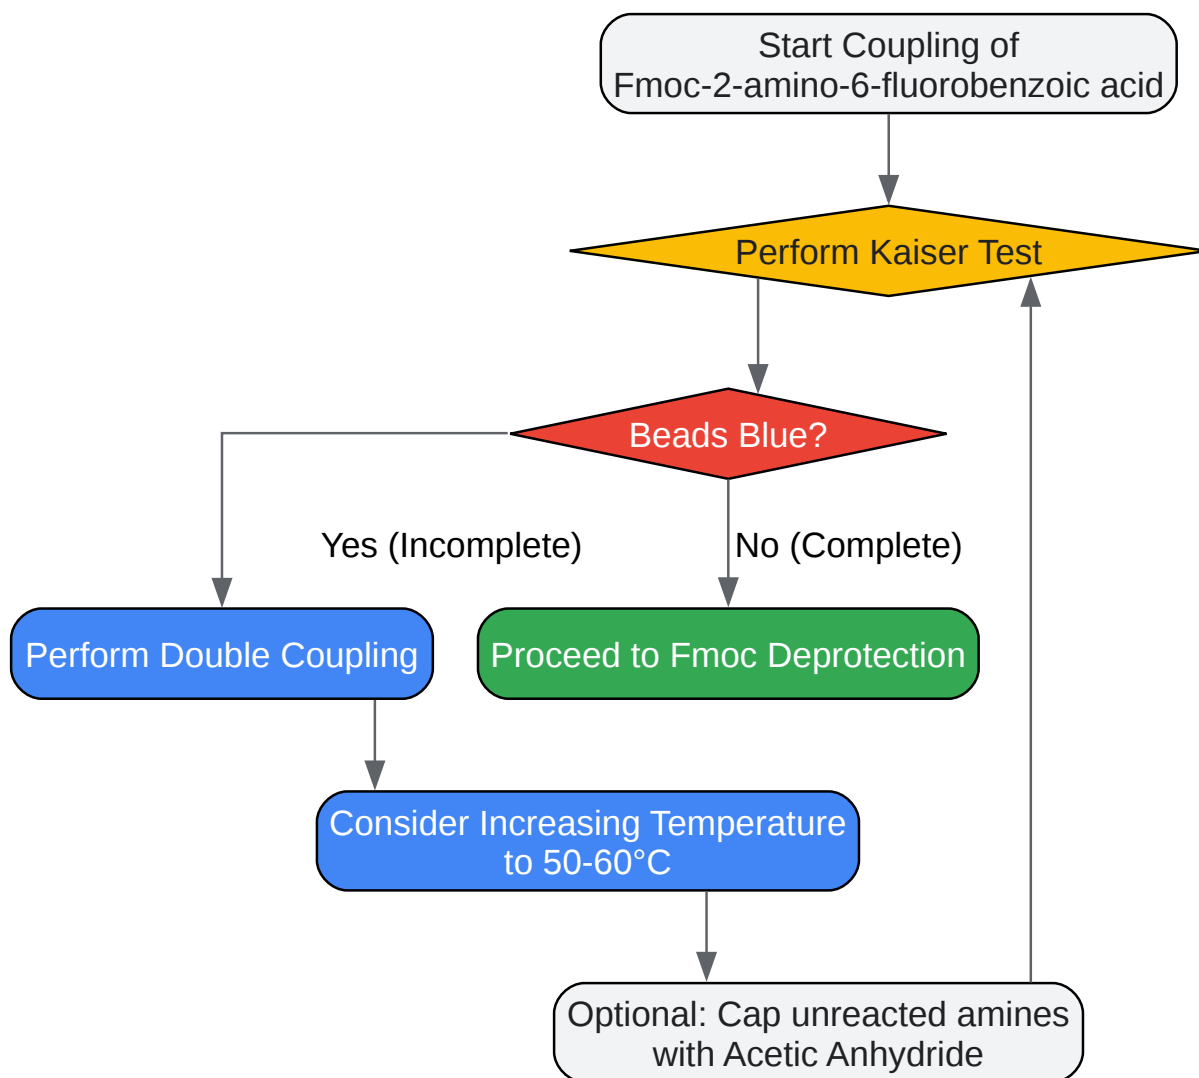 Start Coupling of
Fmoc-2-amino-6-fluorobenzoic acid
Perform Kaiser Test
Beads Blue?
Yes (Incomplete)
No (Complete)
Perform Double Coupling
Proceed to Fmoc Deprotection
Consider Increasing Temperature
to 50-60°C
Optional: Cap unreacted amines
with Acetic Anhydride